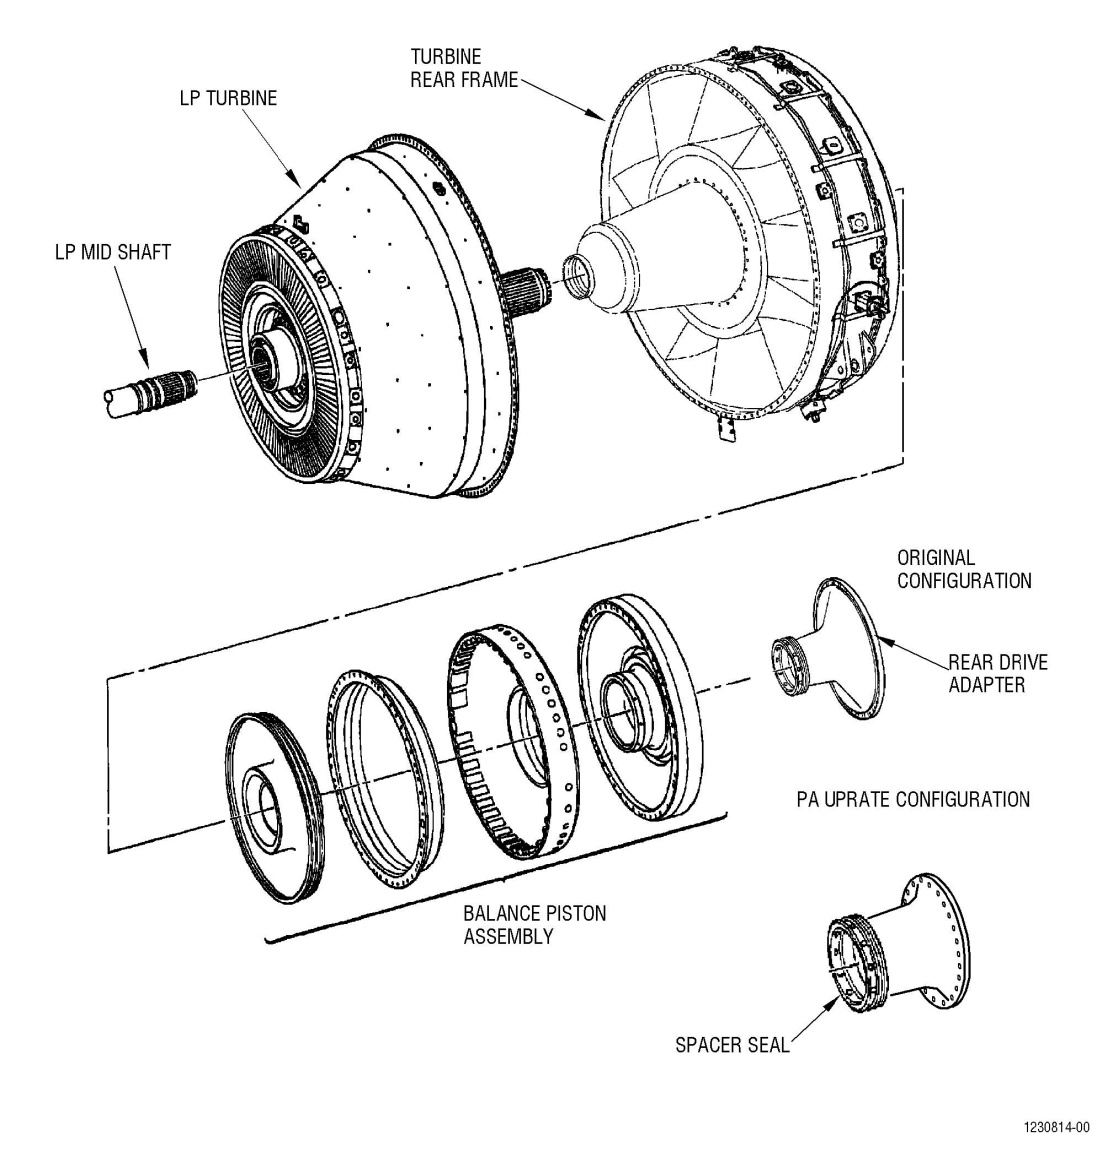 TURBINE
REAR FRAME
LP TURBINE
LP MID SHAFT
ORIGINAL
CONFIGURATION
REAR DRIVE
ADAPTER
PA UPRATE CONFIGURATION
BALANCE PISTON
ASSEMBLY
SPACER SEAL
1230814-00